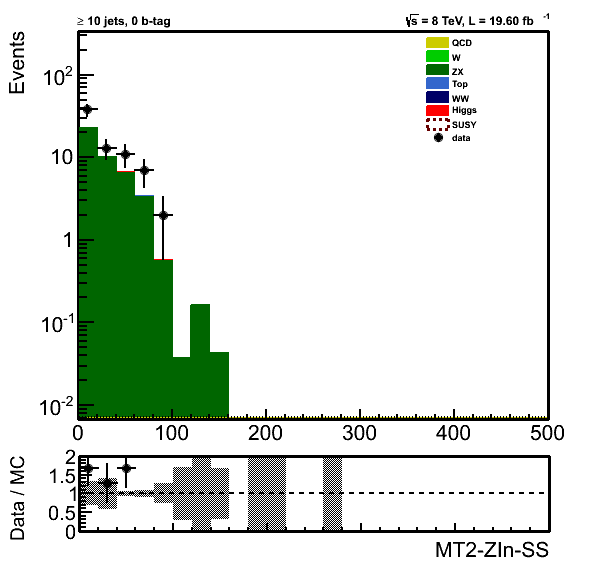 ≥ 10 jets, 0 b-tag
√s = 8 TeV, L = 19.60 fb⁻¹
Events
QCD
W
ZX
Top
WW
Higgs
SUSY
data
10²
10
1
10⁻¹
10⁻²
0 100 200 300 400 500
Data / MC
2
1.5
1
0.5
0
MT2-ZIn-SS